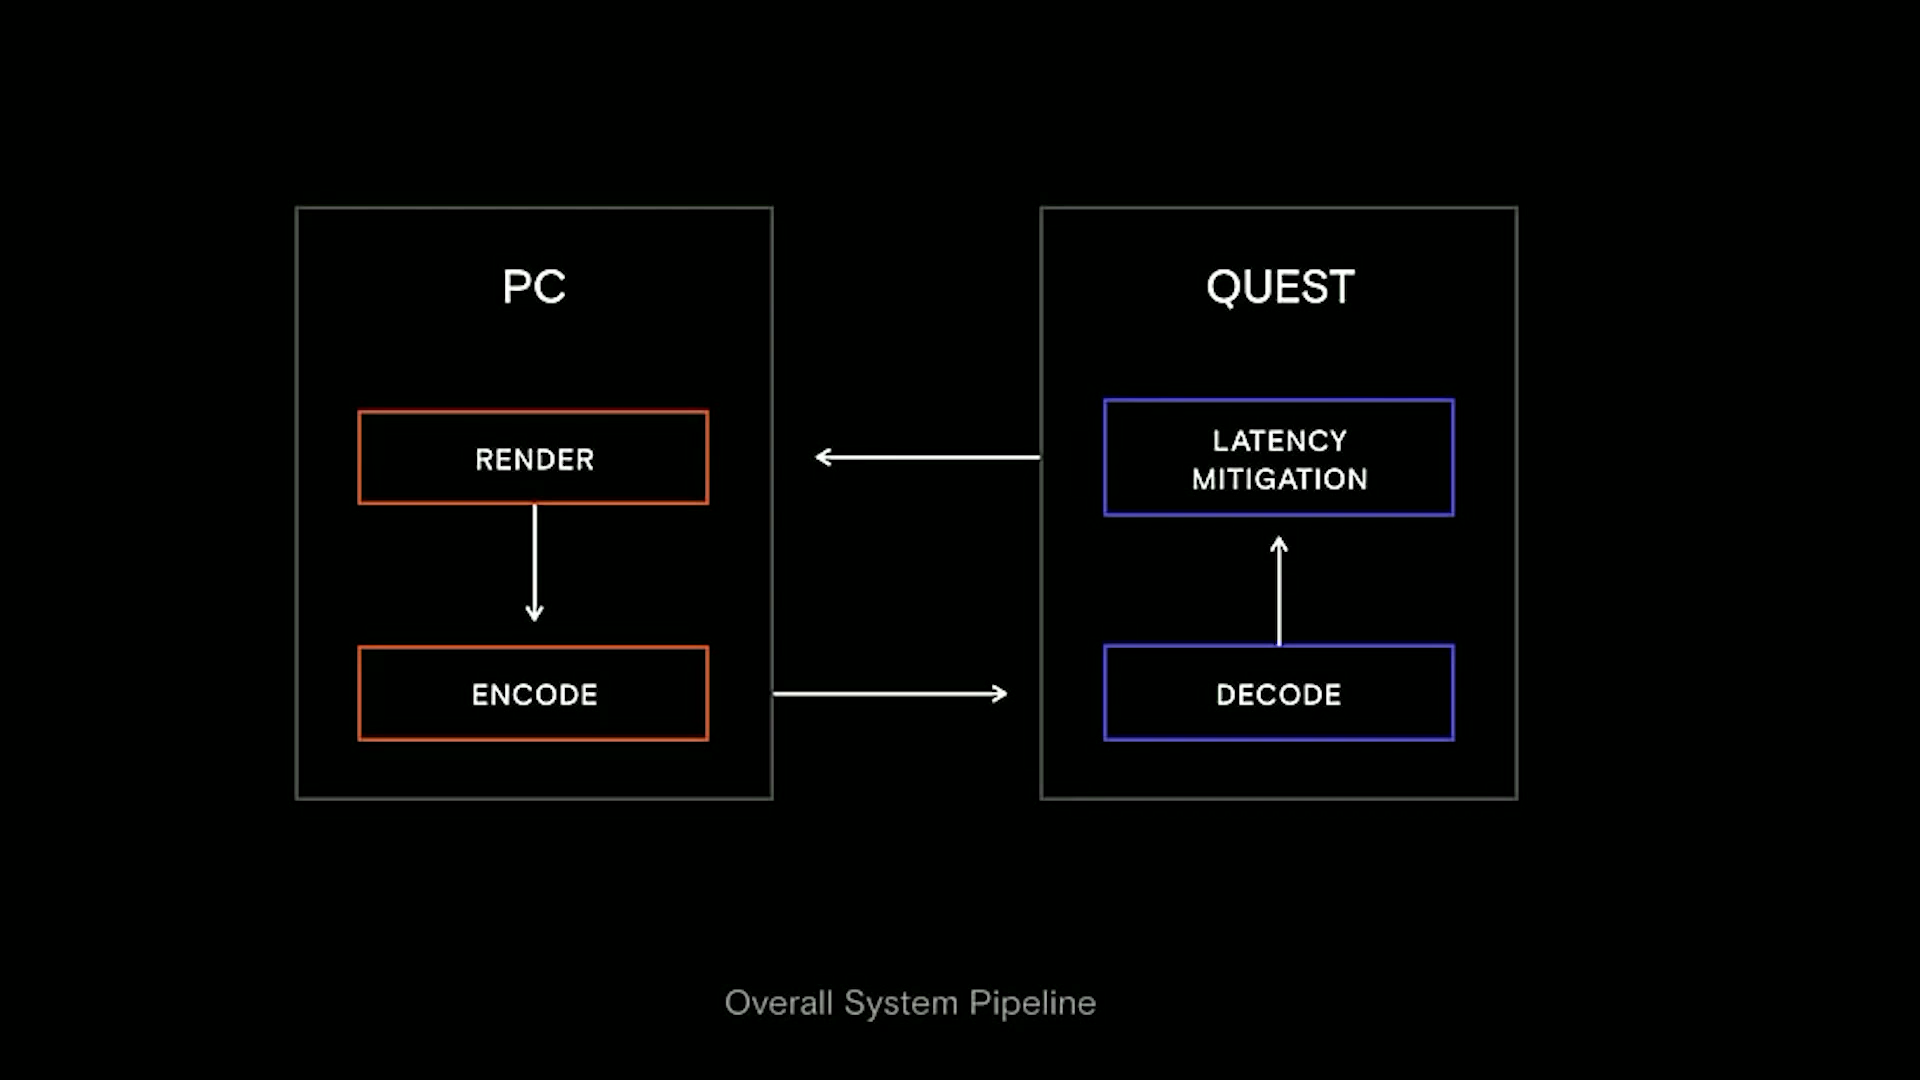 PC
RENDER
ENCODE
QUEST
LATENCY
MITIGATION
DECODE
Overall System Pipeline